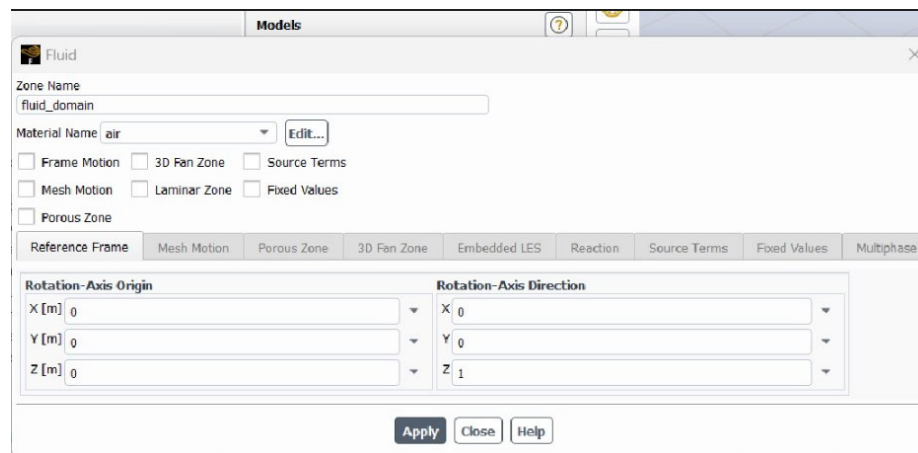 Models
Fluid
Zone Name
fluid_domain
Material Name air Edit...
Frame Motion 3D Fan Zone Source Terms
Mesh Motion Laminar Zone Fixed Values
Porous Zone
Reference Frame Mesh Motion Porous Zone 3D Fan Zone Embedded LES Reaction Source Terms Fixed Values Multiphase
Rotation-Axis Origin Rotation-Axis Direction
X [m] 0 X 0
Y [m] 0 Y 0
Z [m] 0 Z 1
Apply Close Help